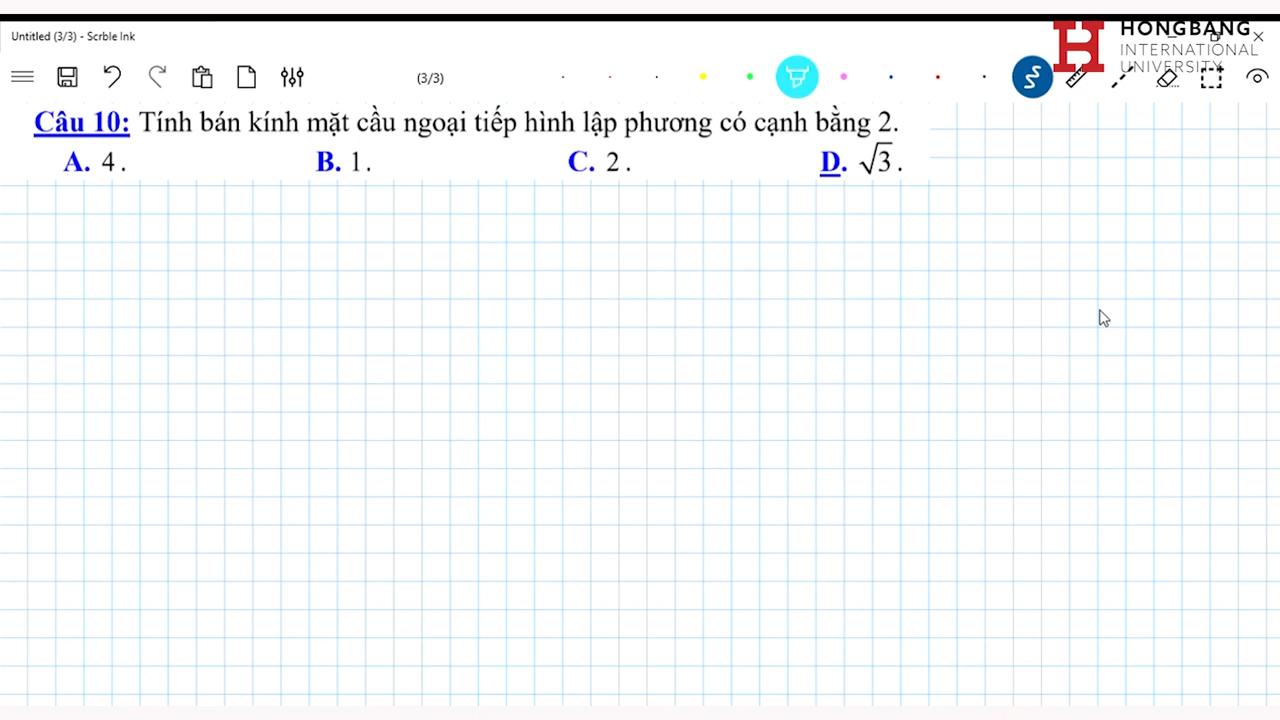 Untitled (3/3) - Scrble Ink
HONGBANG
INTERNATIONAL
UNIVERSITY
(3/3)
Câu 10: Tính bán kính mặt cầu ngoại tiếp hình lập phương có cạnh bằng 2.
A. 4. B. 1. C. 2. D. √3.